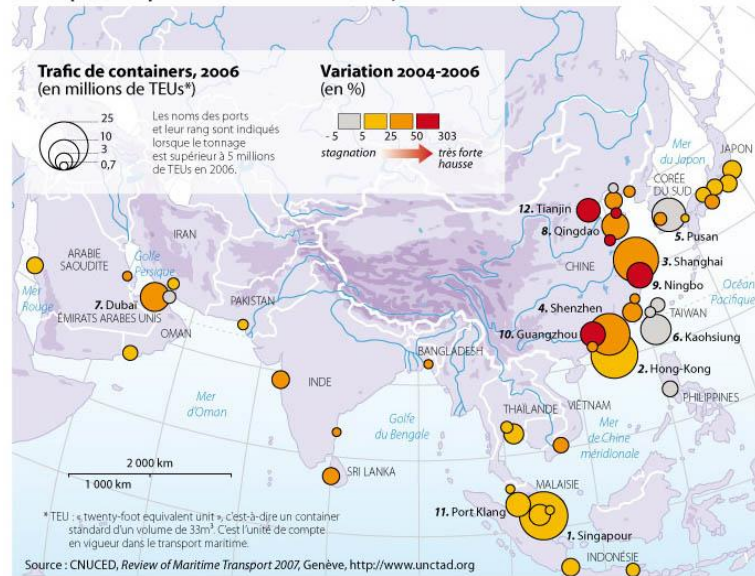 Trafic de containers, 2006
(en millions de TEUs*)
25
10
3
0,7
Les noms des ports
et leur rang sont indiqués
lorsque le tonnage
est supérieur à 5 millions
de TEUs en 2006.
Variation 2004-2006
(en %)
- 5 5 25 50 303
stagnation très forte
hausse
Mer
du Japon
JAPON
CORÉE
DU SUD
12. Tianjin
8. Qingdao
5. Pusan
CHINE
3. Shanghai
9. Ningbo
Océan
Pacifique
4. Shenzhen
TAIWAN
10. Guangzhou
6. Kaohsiung
2. Hong-Kong
PHILIPPINES
IRAN
ARABIE
SAOUDITE
Golfe
Persique
Mer
Rouge
7. Dubaï
ÉMIRATS ARABES UNIS
OMAN
PAKISTAN
BANGLADESH
INDE
Mer
d'Oman
Golfe
du Bengale
THAÏLANDE
VIÊTNAM
Mer
de Chine
méridionale
SRI LANKA
MALAISIE
11. Port Klang
1. Singapour
INDONÉSIE
2 000 km
1 000 km
* TEU : « twenty-foot equivalent unit », c'est-à-dire un container
standard d'un volume de 33m³. C'est l'unité de compte
en vigueur dans le transport maritime.
Source : CNUCED, Review of Maritime Transport 2007, Genève, http://www.unctad.org